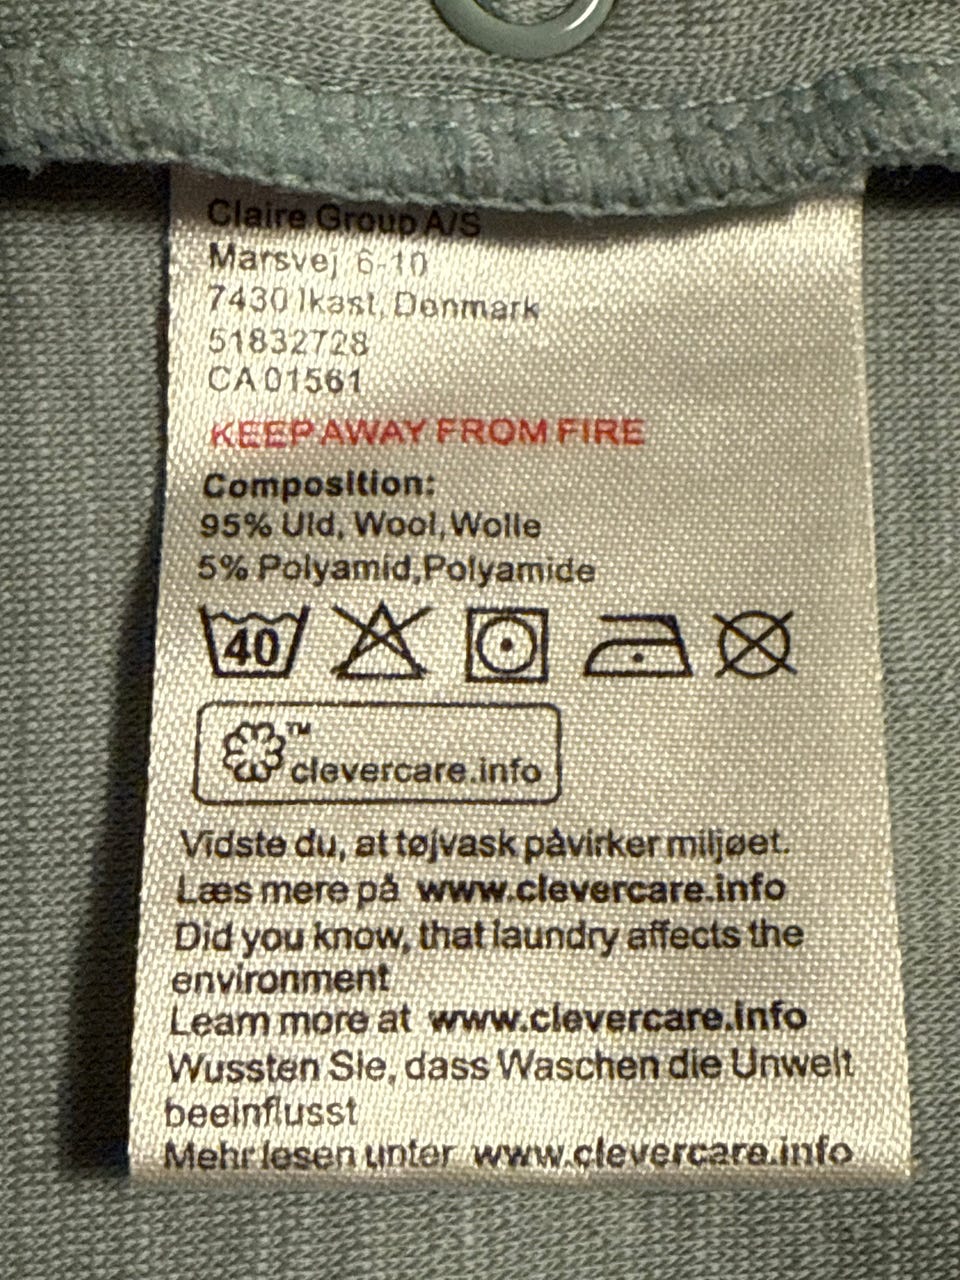 Claire Group A/S
Marsvej 6-10
7430 Ikast, Denmark
51832728
CA 01561
KEEP AWAY FROM FIRE
Composition:
95% Uld, Wool, Wolle
5% Polyamid, Polyamide
40
™
clevercare.info
Vidste du, at tøjvask påvirker miljøet.
Læs mere på www.clevercare.info
Did you know, that laundry affects the
environment
Learn more at www.clevercare.info
Wussten Sie, dass Waschen die Unwelt
beeinflusst
Mehr lesen unter www.clevercare.info